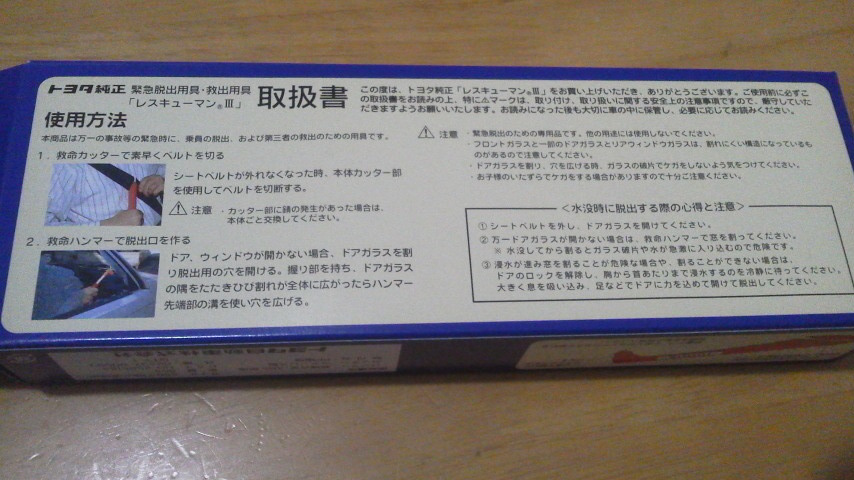 トヨタ純正 緊急脱出用具・救出用具
「レスキューマン®Ⅲ」 取扱書
この度は、トヨタ純正「レスキューマン®Ⅲ」をお買い上げいただき、ありがとうございます。ご使用前に必ずこ
の取扱書をお読みの上、特に⚠マークは、取り付け、取り扱いに関する安全上の注意事項ですので、厳守していた
だきますようお願いいたします。お読みになった後も大切に車の中に保管し、必要に応じてお読みください。
使用方法
本商品は万一の事故等の緊急時に、乗員の脱出、および第三者の救出のための用具です。
1. 救命カッターで素早くベルトを切る
シートベルトが外れなくなった時、本体カッター部
を使用してベルトを切断する。
⚠ 注意 ・カッター部に錆の発生があった場合は、
本体ごと交換してください。
2. 救命ハンマーで脱出口を作る
ドア、ウィンドウが開かない場合、ドアガラスを割
り脱出用の穴を開ける。握り部を持ち、ドアガラス
の隅をたたきひび割れが全体に広がったらハンマー
先端部の溝を使い穴を広げる。
⚠ 注意 ・緊急脱出のための専用品です。他の用途には使用しないでください。
・フロントガラスと一部のドアガラスとリアウィンドウガラスは、割れにくい構造になっているも
のがあるので注意してください。
・ドアガラスを割り、穴を広げる時、ガラスの破片でケガをしないよう気をつけてください。
・お子様のいたずらでケガをする場合がありますので十分ご注意ください。
<水没時に脱出する際の心得と注意>
①シートベルトを外し、ドアガラスを開けてください。
②万一ドアガラスが開かない場合は、救命ハンマーで窓を割ってください。
※ 水没してから割るとガラス破片や水が急激に入り込むので危険です。
③浸水が進み窓を割ることが危険な場合や、割ることができない場合は、
ドアのロックを解除し、胸から首あたりまで浸水するのを冷静に待ってください。
大きく息を吸い込み、足などでドアに力を込めて開けて脱出してください。
トヨタ自動車株式会社